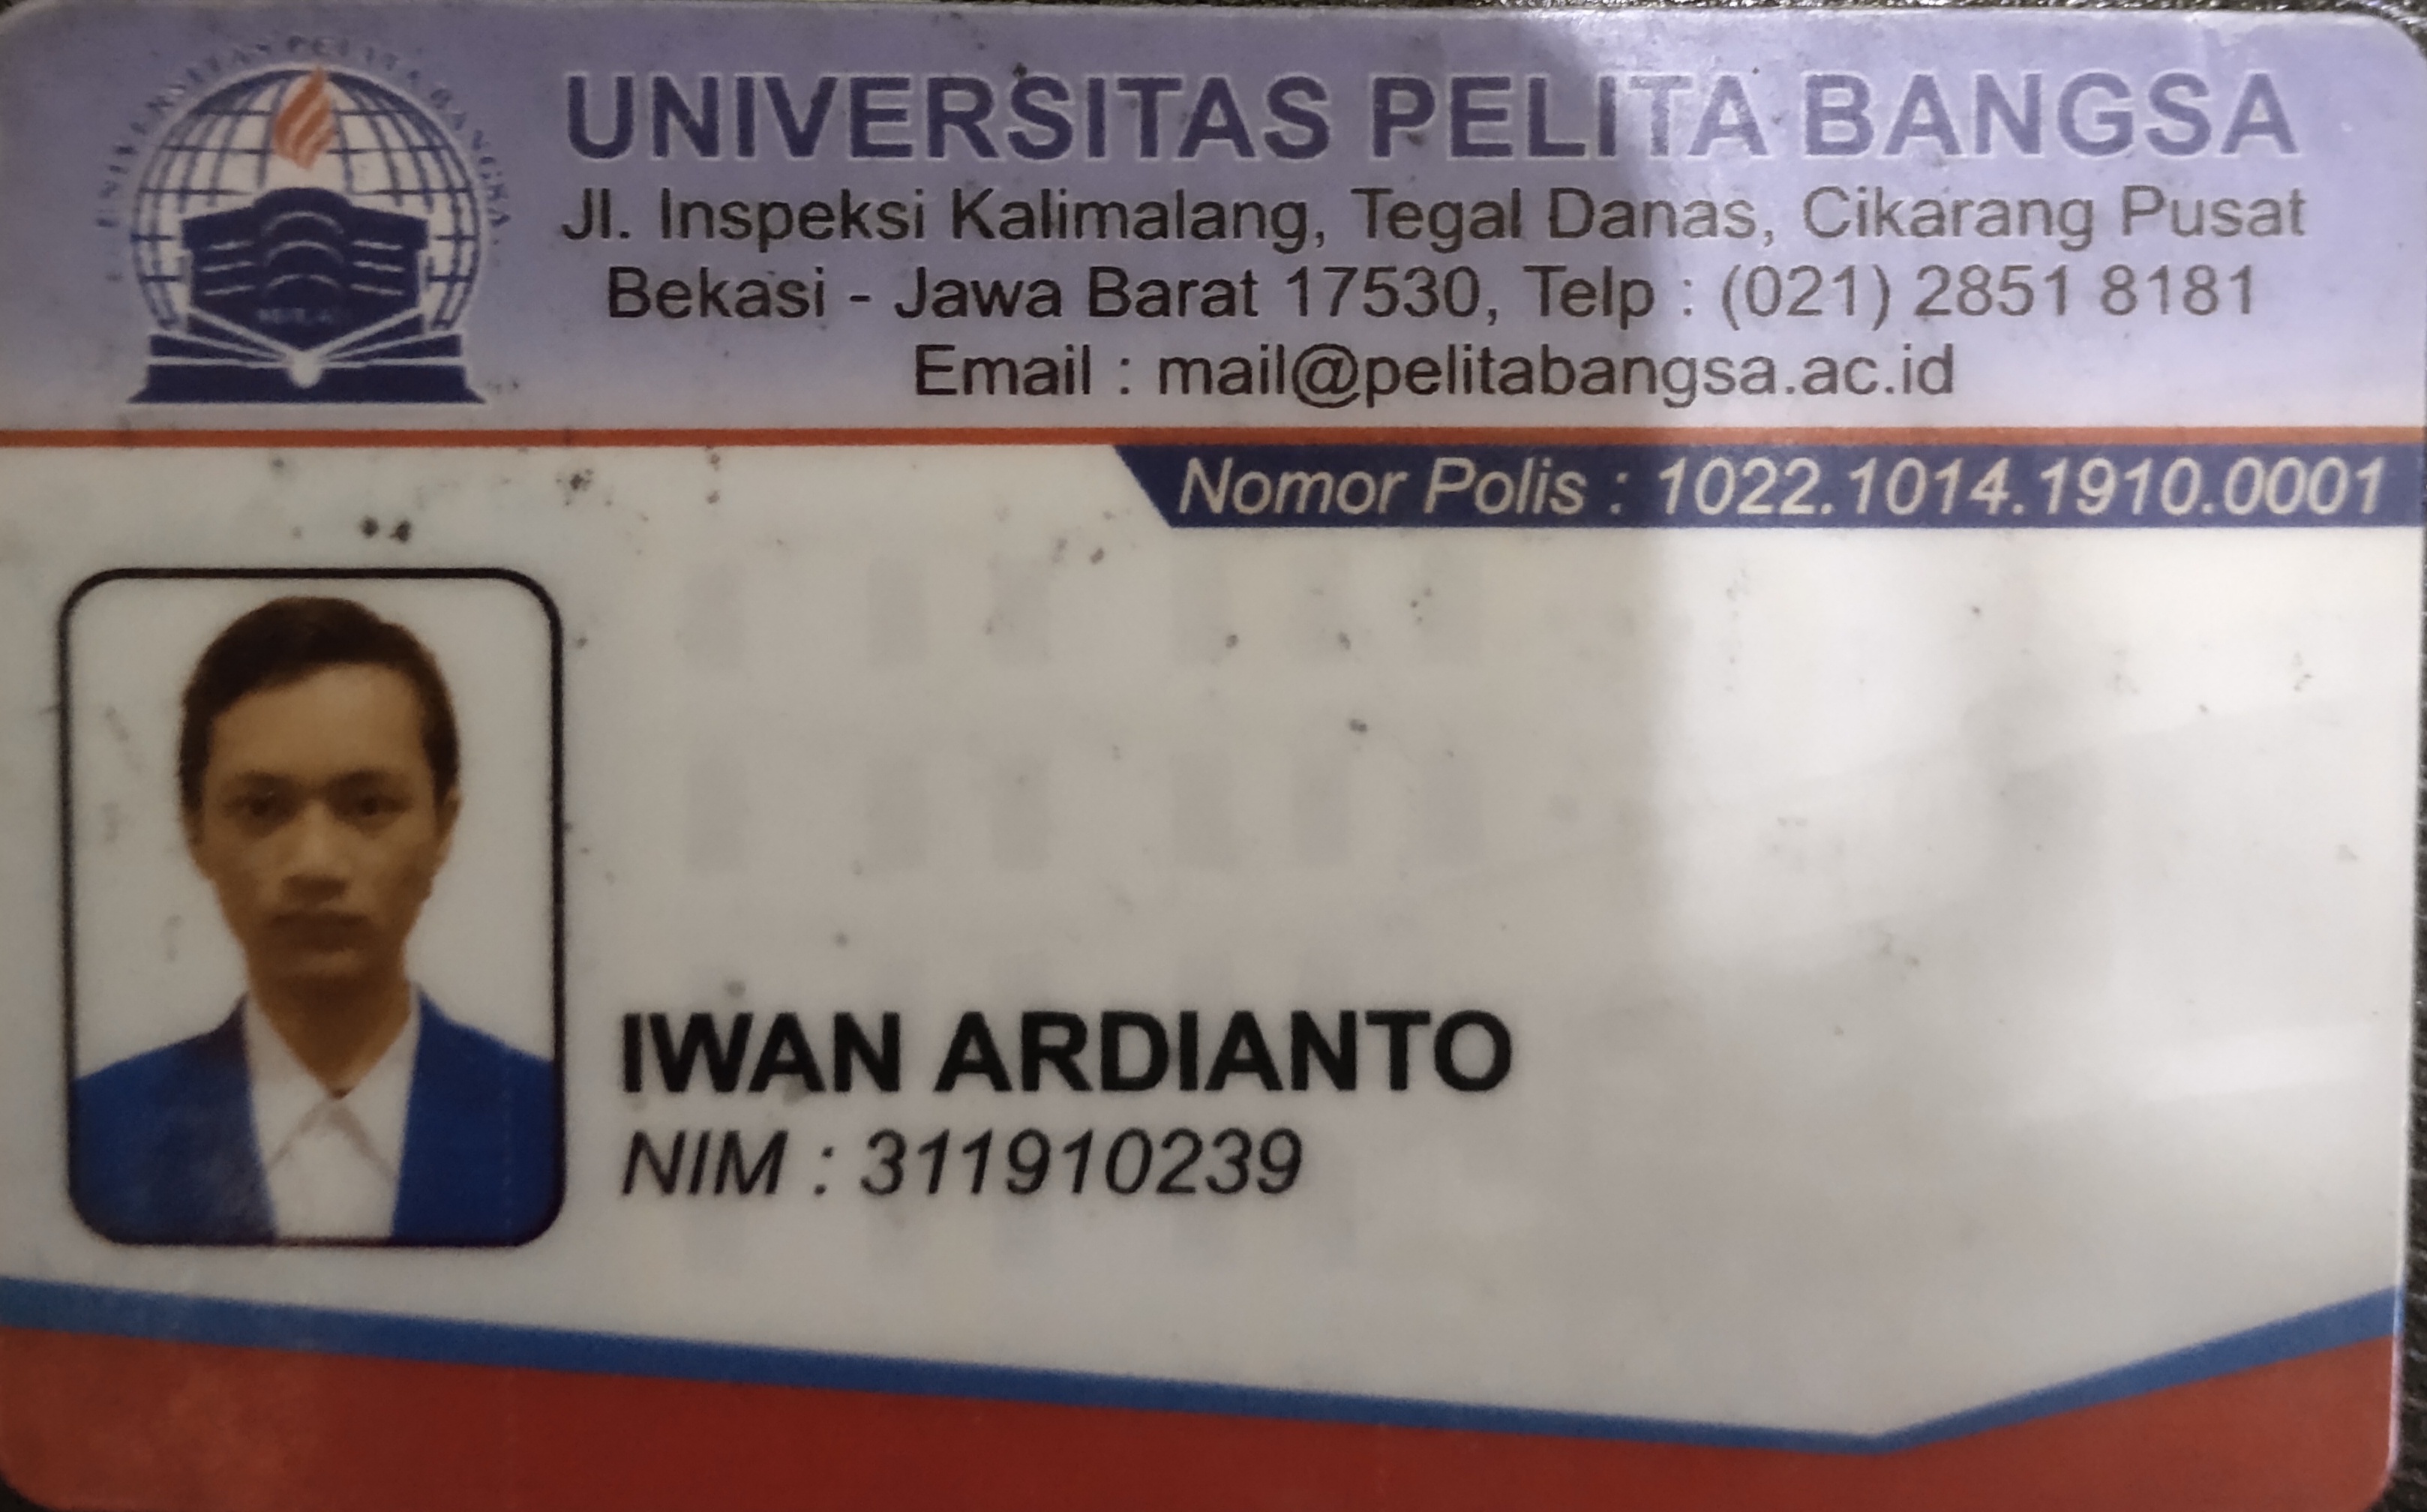 UNIVERSITAS PELITA BANGSA
UNIVERSITAS PELITA BANGSA
Jl. Inspeksi Kalimalang, Tegal Danas, Cikarang Pusat
Bekasi - Jawa Barat 17530, Telp : (021) 2851 8181
Email : mail@pelitabangsa.ac.id
Nomor Polis : 1022.1014.1910.0001
IWAN ARDIANTO
NIM : 311910239